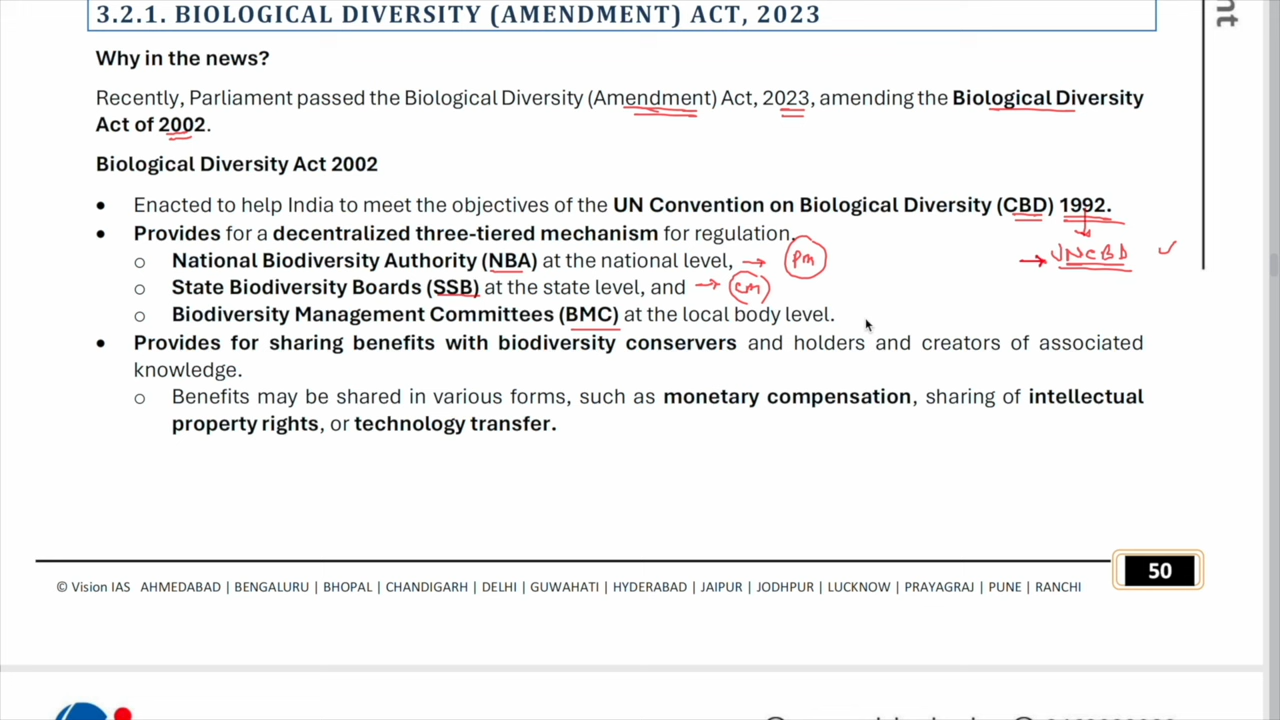 3.2.1. BIOLOGICAL DIVERSITY (AMENDMENT) ACT, 2023
nt
Why in the news?
Recently, Parliament passed the Biological Diversity (Amendment) Act, 2023, amending the Biological Diversity
Act of 2002.
Biological Diversity Act 2002
• Enacted to help India to meet the objectives of the UN Convention on Biological Diversity (CBD) 1992.
• Provides for a decentralized three-tiered mechanism for regulation.
→ UNCBD ✓
o National Biodiversity Authority (NBA) at the national level, → PM
o State Biodiversity Boards (SSB) at the state level, and → CM
o Biodiversity Management Committees (BMC) at the local body level.
• Provides for sharing benefits with biodiversity conservers and holders and creators of associated
knowledge.
o Benefits may be shared in various forms, such as monetary compensation, sharing of intellectual
property rights, or technology transfer.
50
© Vision IAS AHMEDABAD | BENGALURU | BHOPAL | CHANDIGARH | DELHI | GUWAHATI | HYDERABAD | JAIPUR | JODHPUR | LUCKNOW | PRAYAGRAJ | PUNE | RANCHI